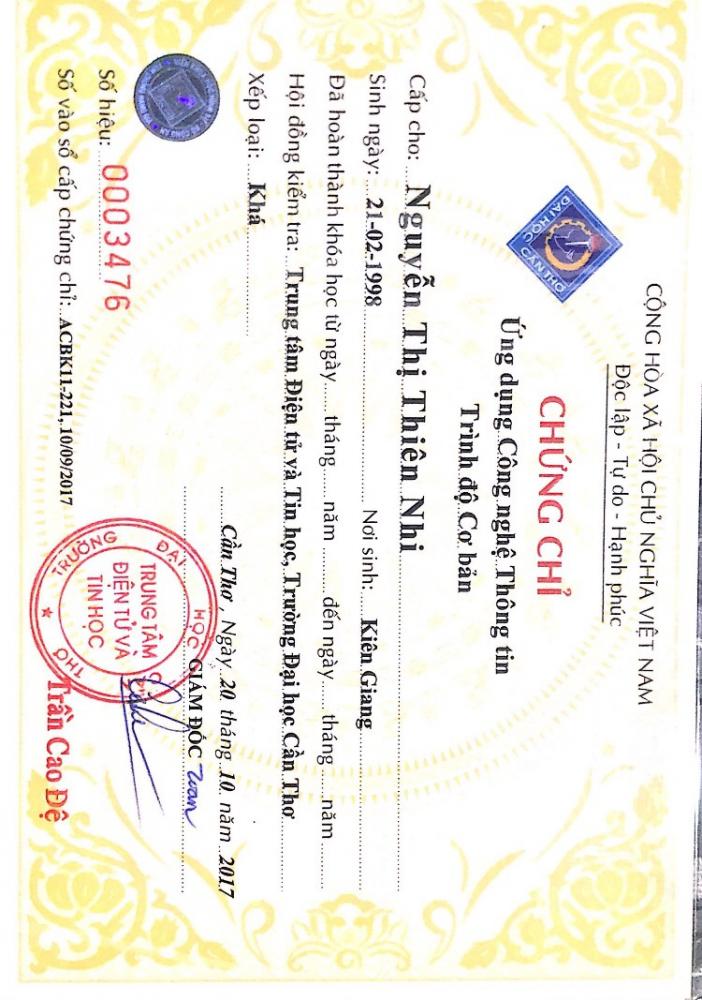 CỘNG HÒA XÃ HỘI CHỦ NGHĨA VIỆT NAM
Độc lập - Tự do - Hạnh phúc
ĐẠI HỌC
CẦN THƠ
CHỨNG CHỈ
Ứng dụng Công nghệ Thông tin
Trình độ Cơ bản
Cấp cho: Nguyễn Thị Thiên Nhi
Sinh ngày: 21-02-1998 Nơi sinh: Kiên Giang
Đã hoàn thành khóa học từ ngày......tháng......năm.........đến ngày......tháng......năm.........
Hội đồng kiểm tra: Trung tâm Điện tử và Tin học, Trường Đại học Cần Thơ
Xếp loại: Khá
Cần Thơ, Ngày 20 tháng 10 năm 2017
GIÁM ĐỐC
TRƯỜNG ĐẠI HỌC
THƠ
TRUNG TÂM
ĐIỆN TỬ VÀ
TIN HỌC
Số hiệu: 0003476
Số vào sổ cấp chứng chỉ: ACBK11-221, 10/09/2017
Trần Cao Đệ